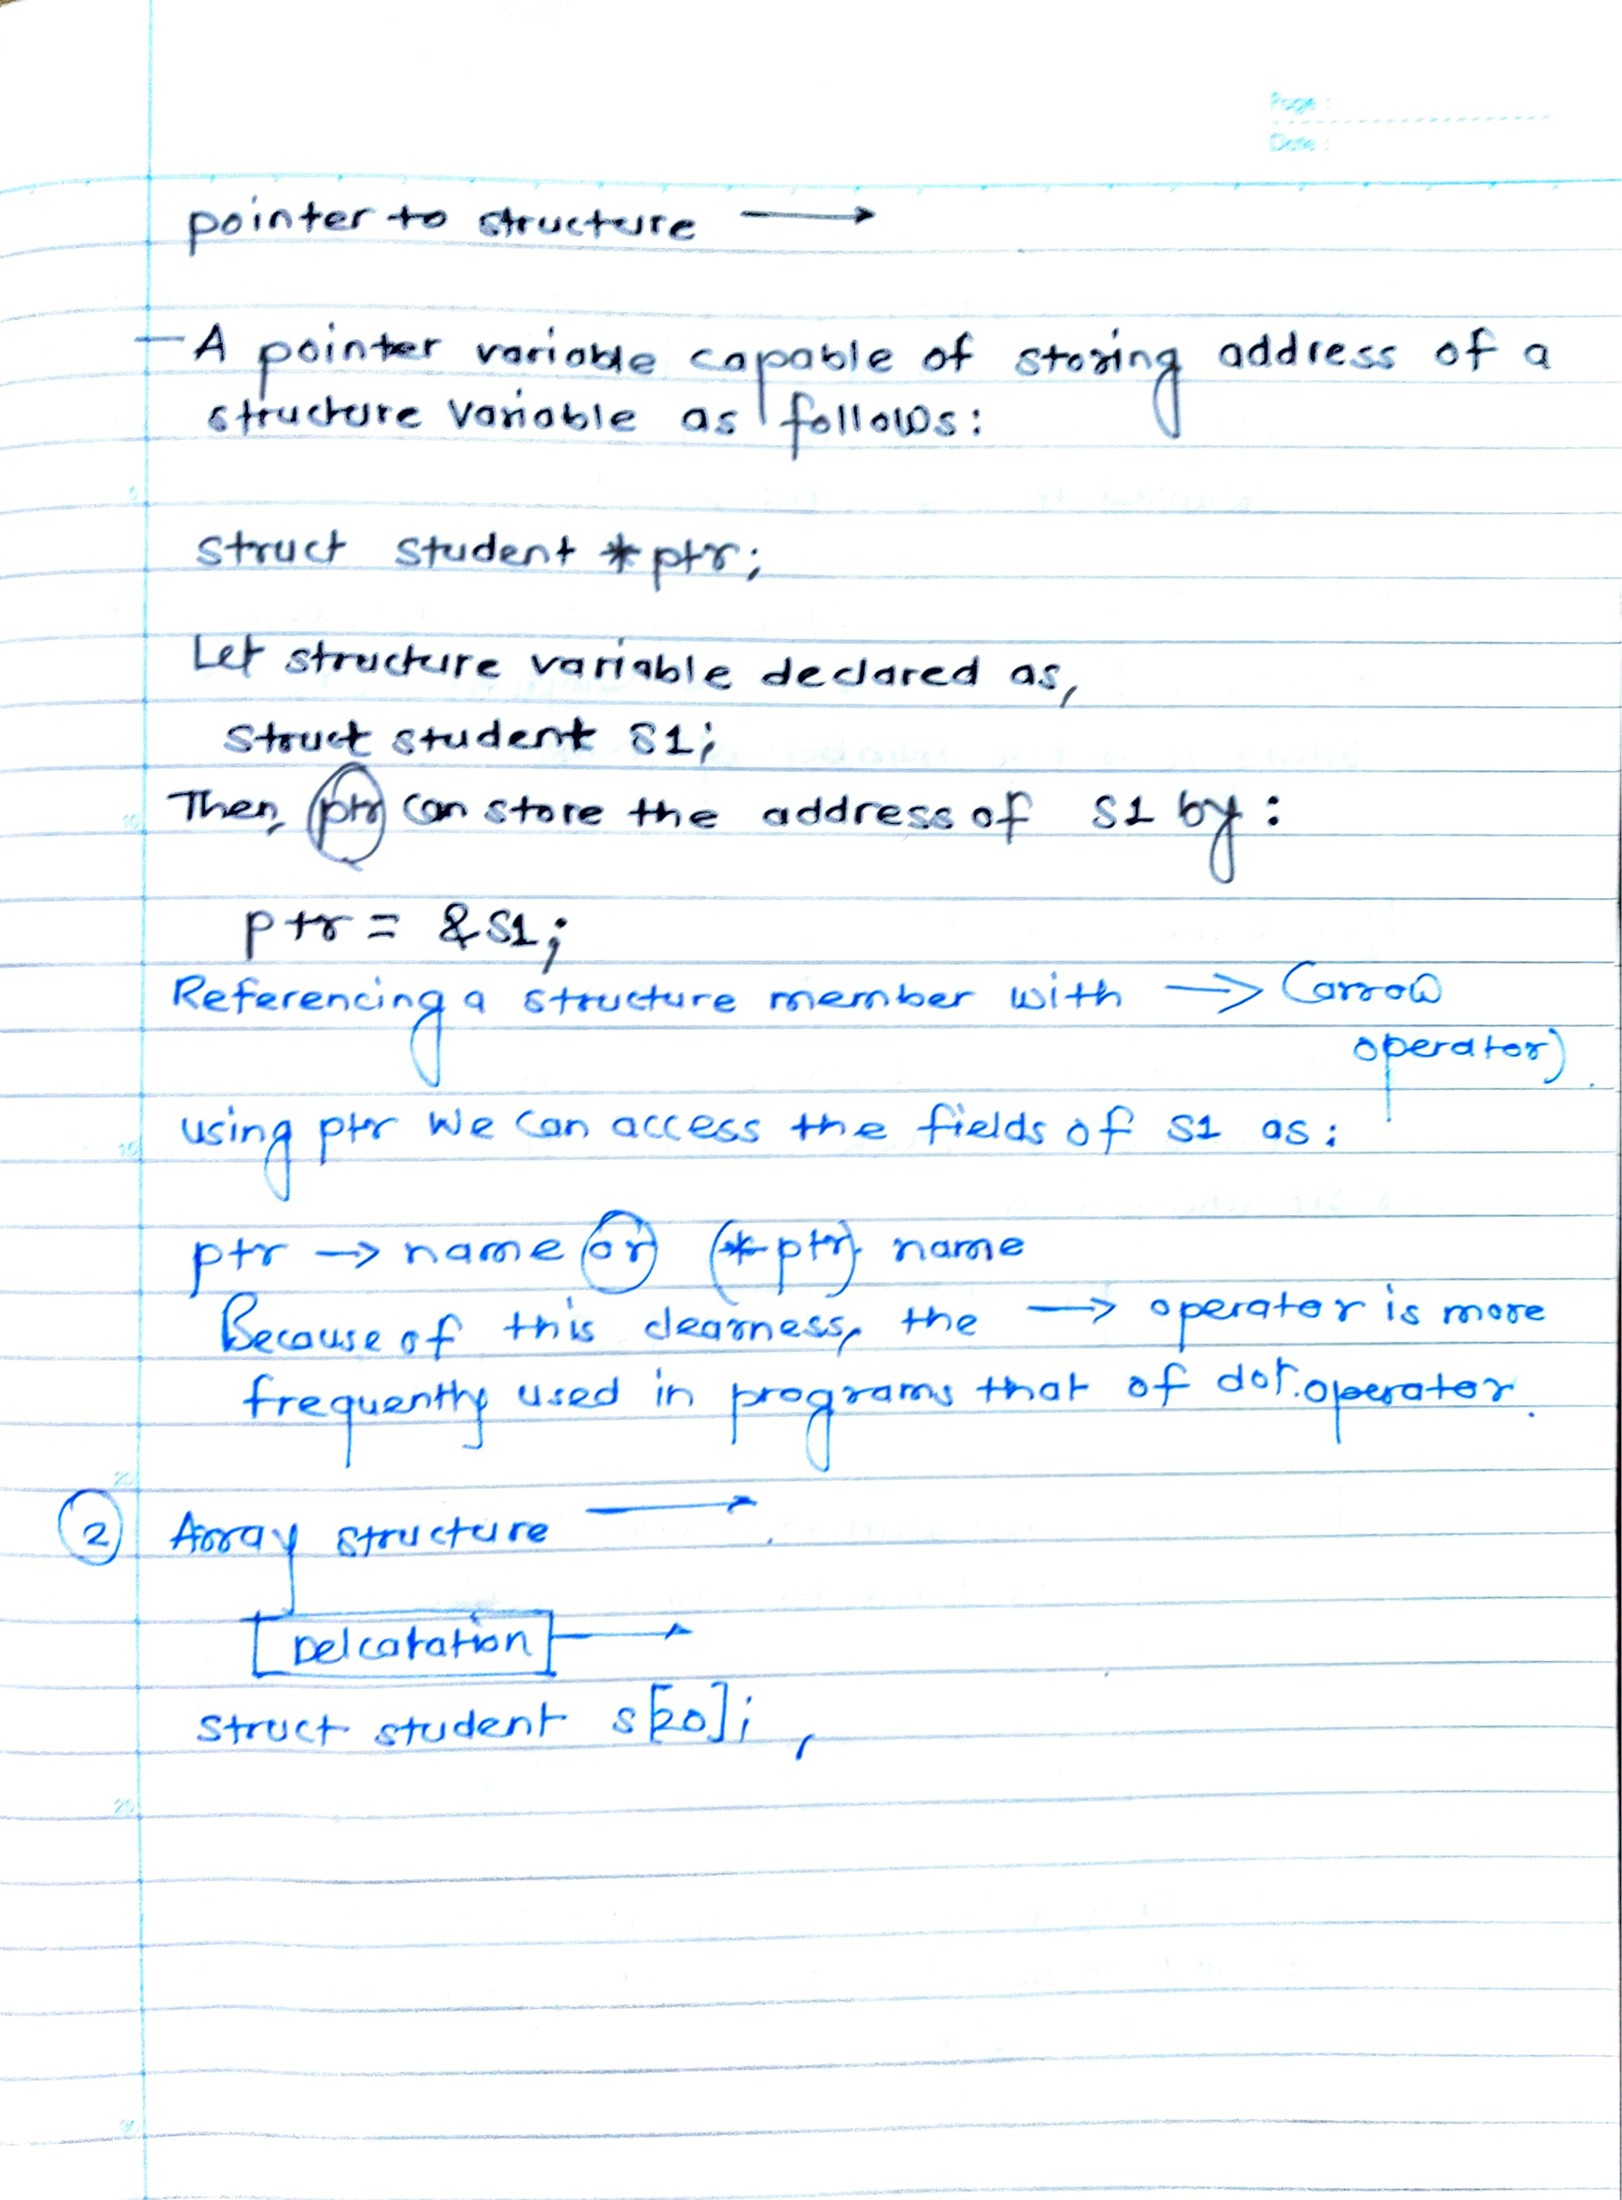 Page :
Date :
pointer to structure →
— A pointer variable capable of storing address of a
structure variable as follows:
struct student *ptr;
Let structure variable declared as,
struct student S1;
Then, ptr can store the address of S1 by:
ptr = &S1;
Referencing a structure member with → (arrow
operator)
using ptr we can access the fields of S1 as:
ptr → name or (*ptr). name
Because of this clearness, the → operator is more
frequently used in programs that of dot.operator.
2 Array structure →
Delcatation →
struct student s[20];